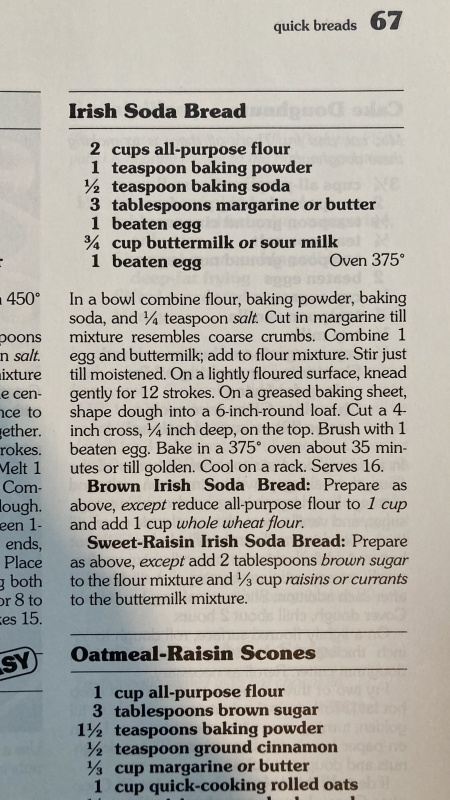 quick breads 67
Irish Soda Bread
2 cups all-purpose flour
1 teaspoon baking powder
½ teaspoon baking soda
3 tablespoons margarine or butter
1 beaten egg
¾ cup buttermilk or sour milk
1 beaten egg Oven 375°
In a bowl combine flour, baking powder, baking
soda, and ¼ teaspoon salt. Cut in margarine till
mixture resembles coarse crumbs. Combine 1
egg and buttermilk; add to flour mixture. Stir just
till moistened. On a lightly floured surface, knead
gently for 12 strokes. On a greased baking sheet,
shape dough into a 6-inch-round loaf. Cut a 4-
inch cross, ¼ inch deep, on the top. Brush with 1
beaten egg. Bake in a 375° oven about 35 min-
utes or till golden. Cool on a rack. Serves 16.
Brown Irish Soda Bread: Prepare as
above, except reduce all-purpose flour to 1 cup
and add 1 cup whole wheat flour.
Sweet-Raisin Irish Soda Bread: Prepare
as above, except add 2 tablespoons brown sugar
to the flour mixture and ⅓ cup raisins or currants
to the buttermilk mixture.
Oatmeal-Raisin Scones
1 cup all-purpose flour
3 tablespoons brown sugar
1½ teaspoons baking powder
½ teaspoon ground cinnamon
⅓ cup margarine or butter
1 cup quick-cooking rolled oats
450°
salt.
cen-
to
Melt 1
Com-
1-
ends,
Place
both
or 8 to
15.